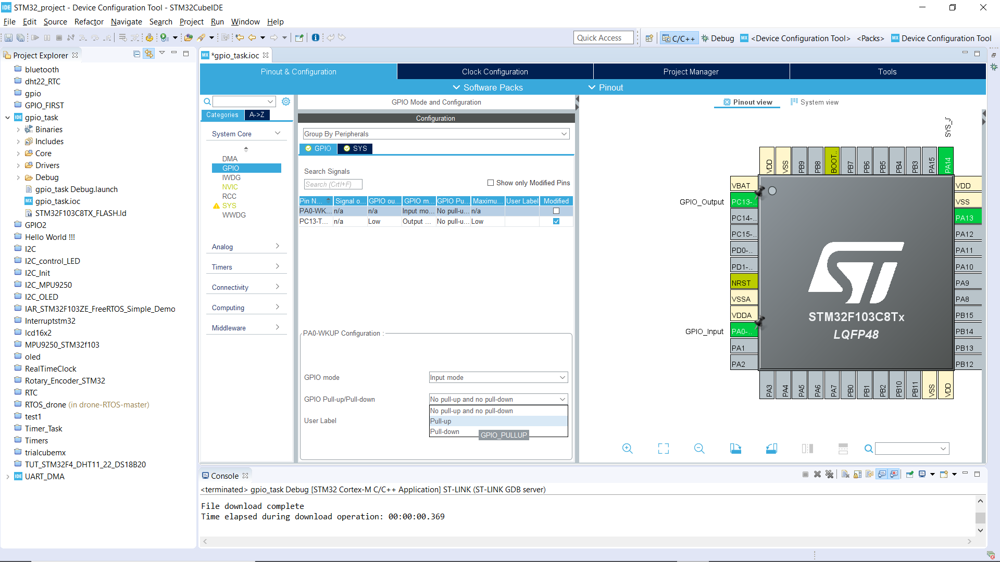 STM32_project - Device Configuration Tool - STM32CubeIDE
File Edit Source Refactor Navigate Search Project Run Window Help
Quick Access
C/C++ Debug <Device Configuration Tool> <Packs> Device Configuration Tool
Project Explorer
bluetooth
dht22_RTC
gpio
GPIO_FIRST
gpio_task
Binaries
Includes
Core
Drivers
Debug
gpio_task Debug.launch
gpio_task.ioc
STM32F103C8TX_FLASH.ld
GPIO2
Hello World !!!
I2C
I2C_control_LED
I2C_Init
I2C_MPU9250
I2C_OLED
IAR_STM32F103ZE_FreeRTOS_Simple_Demo
Interruptstm32
lcd16x2
MPU9250_STM32f103
oled
RealTimeClock
Rotary_Encoder_STM32
RTC
RTOS_drone (in drone-RTOS-master)
test1
Timer_Task
Timers
trialcubemx
TUT_STM32F4_DHT11_22_DS18B20
UART_DMA
*gpio_task.ioc
Pinout & Configuration
Clock Configuration
Project Manager
Tools
Software Packs
Pinout
Categories
A->Z
System Core
DMA
GPIO
IWDG
NVIC
RCC
SYS
WWDG
Analog
Timers
Connectivity
Computing
Middleware
GPIO Mode and Configuration
Configuration
Group By Peripherals
GPIO
SYS
Search Signals
Search (Crtl+F)
Show only Modified Pins
Pin N... Signal o... GPIO ou... GPIO m... GPIO Pu... Maximu... User Label Modified
PA0-WK... n/a n/a Input mo... No pull-u... n/a
PC13-T... n/a Low Output ... No pull-u... Low
PA0-WKUP Configuration :
GPIO mode
Input mode
GPIO Pull-up/Pull-down
No pull-up and no pull-down
No pull-up and no pull-down
Pull-up
Pull-down
GPIO_PULLUP
User Label
Pinout view
System view
SYS_J
VDD VSS PB9 PB8 BOOT.. PB7 PB6 PB5 PB4 PB3 PA15 PA14
GPIO_Output
GPIO_Input
VBAT
PC13-
PC14-..
PC15-..
PD0-..
PD1-..
NRST
VSSA
VDDA
PA0-..
PA1
PA2
STM32F103C8Tx
LQFP48
VDD
VSS
PA13
PA12
PA11
PA10
PA9
PA8
PB15
PB14
PB13
PB12
PA3 PA4 PA5 PA6 PA7 PB0 PB1 PB2 PB10 PB11 VSS VDD
Console
<terminated> gpio_task Debug [STM32 Cortex-M C/C++ Application] ST-LINK (ST-LINK GDB server)
File download complete
Time elapsed during download operation: 00:00:00.369